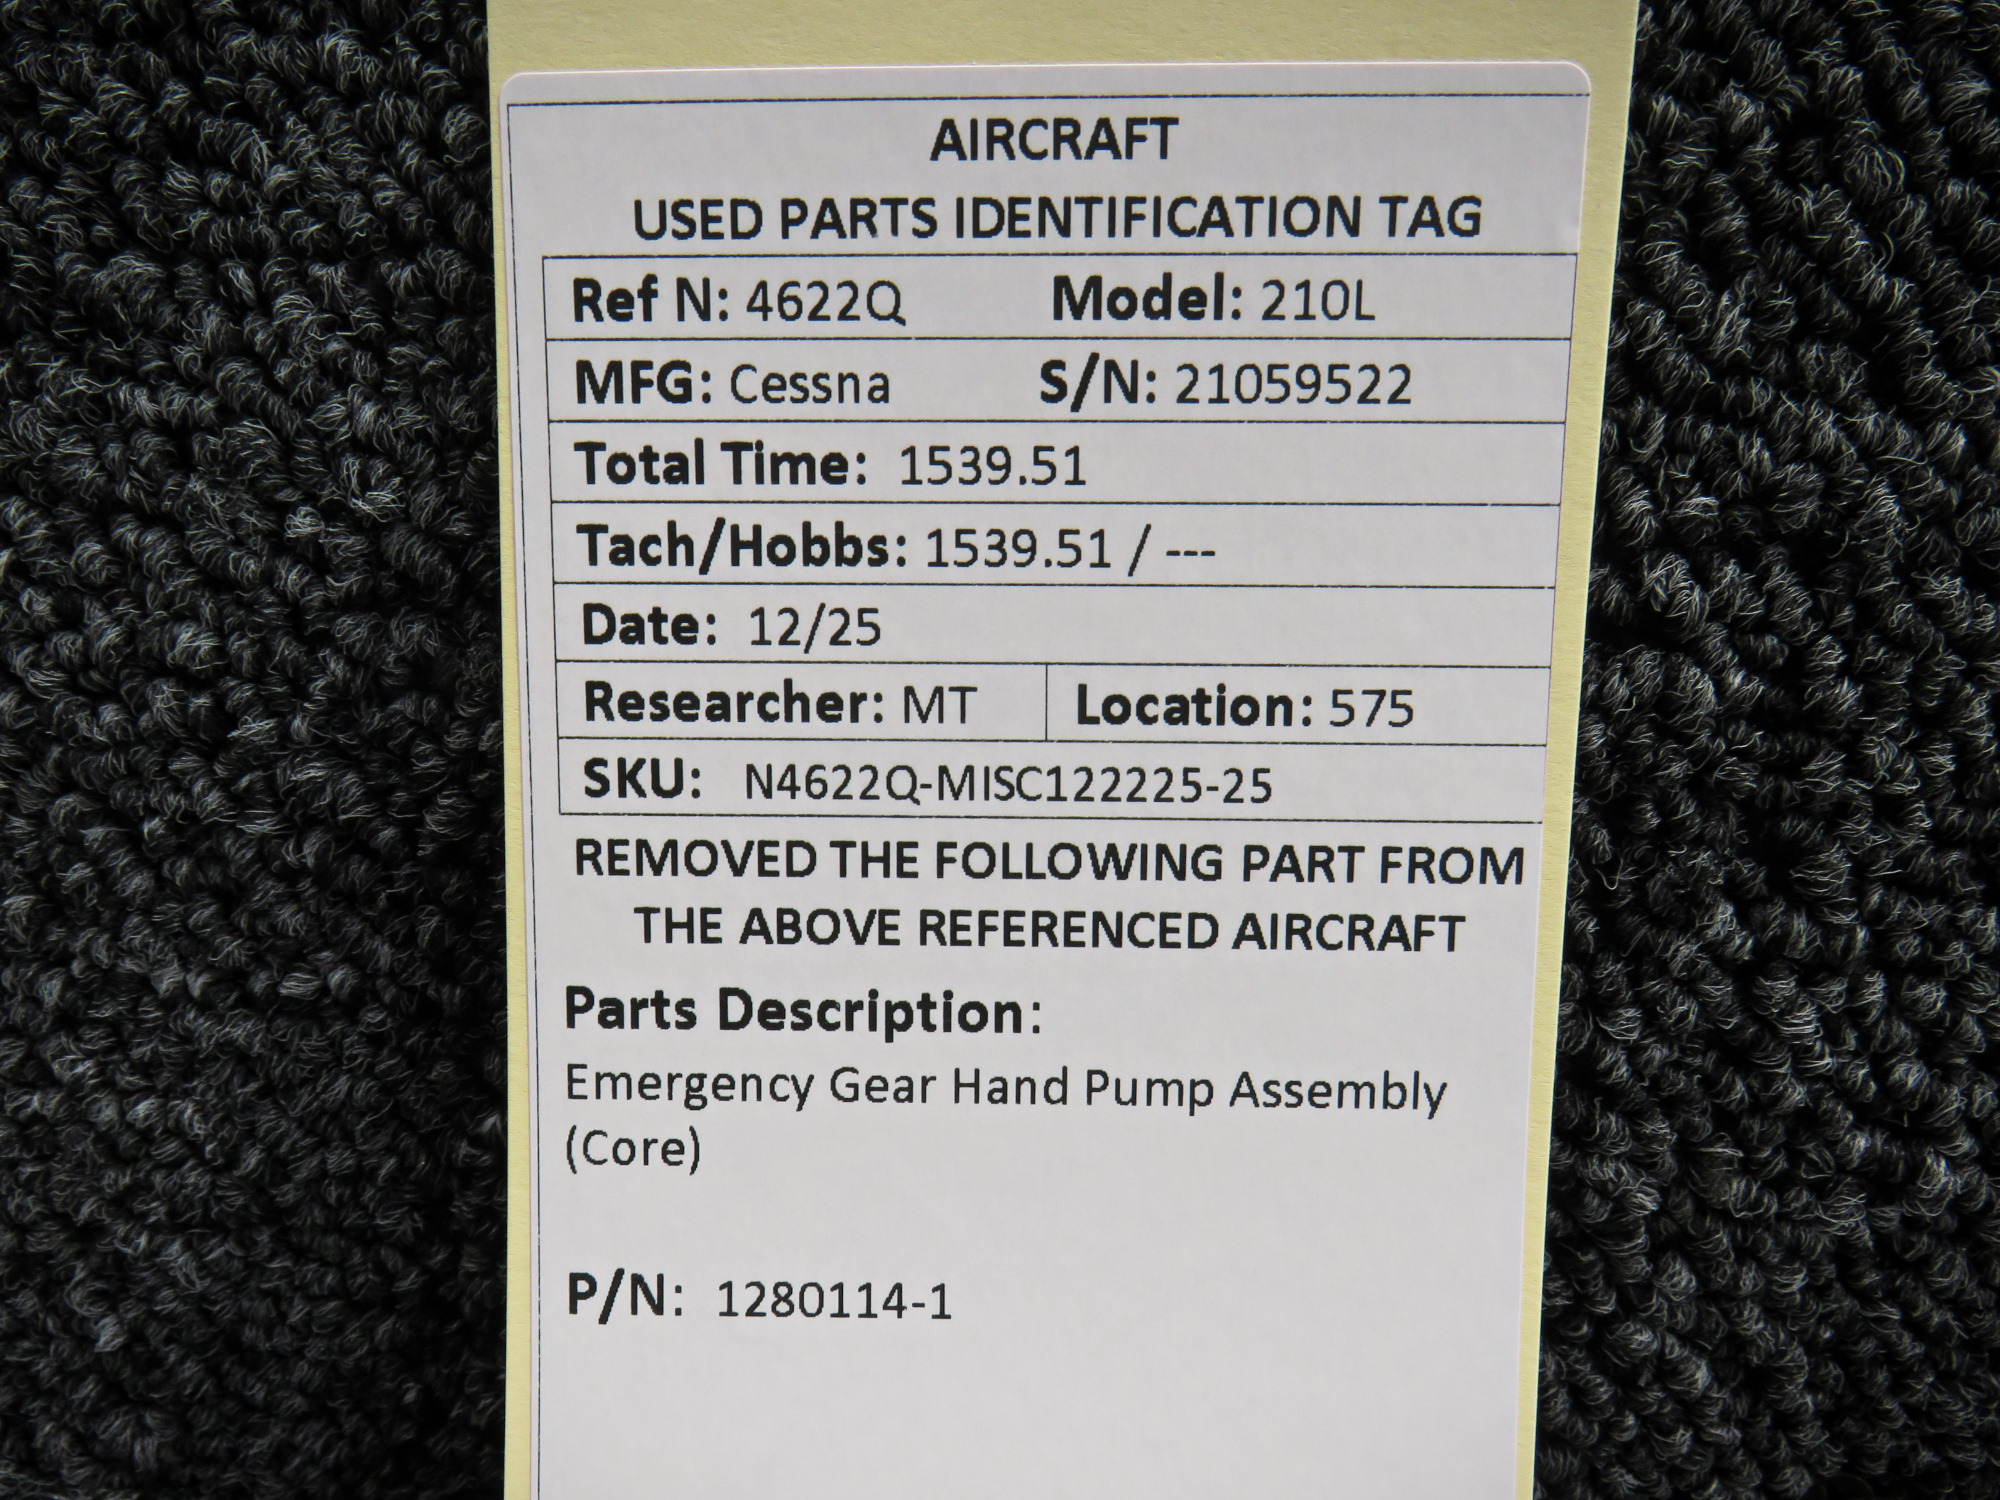 AIRCRAFT
USED PARTS IDENTIFICATION TAG
Ref N: 4622Q Model: 210L
MFG: Cessna S/N: 21059522
Total Time: 1539.51
Tach/Hobbs: 1539.51 / ---
Date: 12/25
Researcher: MT Location: 575
SKU: N4622Q-MISC122225-25
REMOVED THE FOLLOWING PART FROM
THE ABOVE REFERENCED AIRCRAFT
Parts Description:
Emergency Gear Hand Pump Assembly
(Core)
P/N: 1280114-1